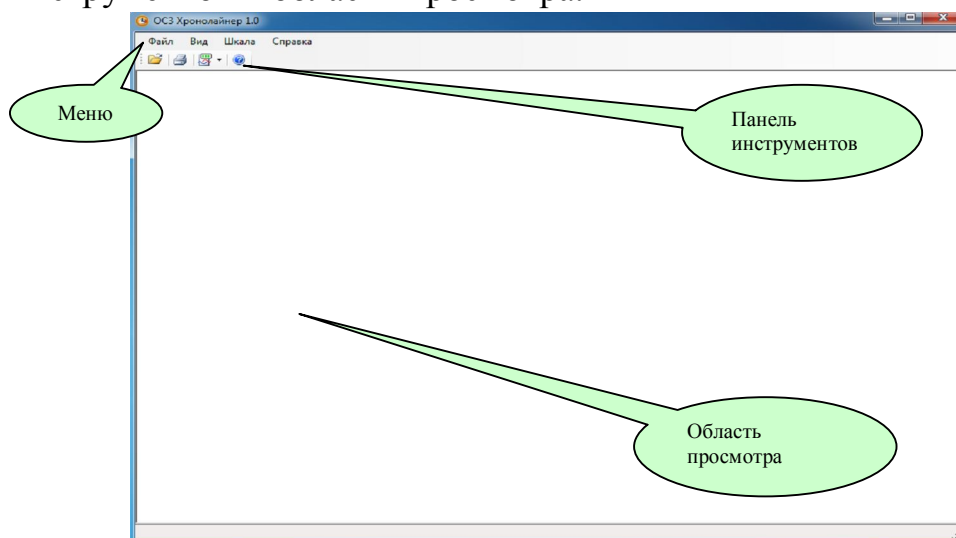 ОСЗ Хронолайнер 1.0
Файл Вид Шкала Справка
Меню
Панель
инструментов
Область
просмотра